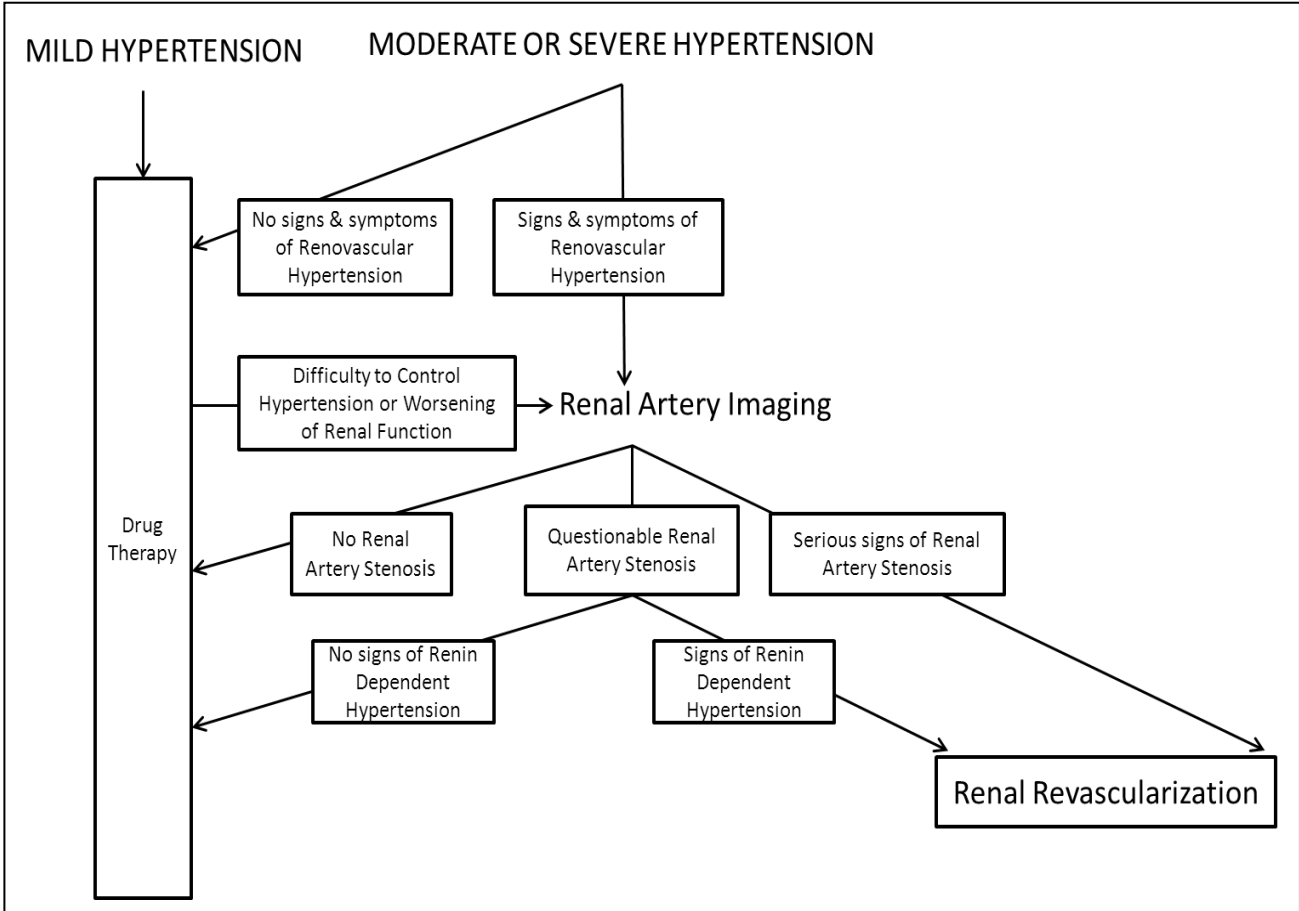 MILD HYPERTENSION
MODERATE OR SEVERE HYPERTENSION
No signs & symptoms
of Renovascular
Hypertension
Signs & symptoms of
Renovascular
Hypertension
Difficulty to Control
Hypertension or Worsening
of Renal Function
Renal Artery Imaging
Drug
Therapy
No Renal
Artery Stenosis
Questionable Renal
Artery Stenosis
Serious signs of Renal
Artery Stenosis
No signs of Renin
Dependent
Hypertension
Signs of Renin
Dependent
Hypertension
Renal Revascularization